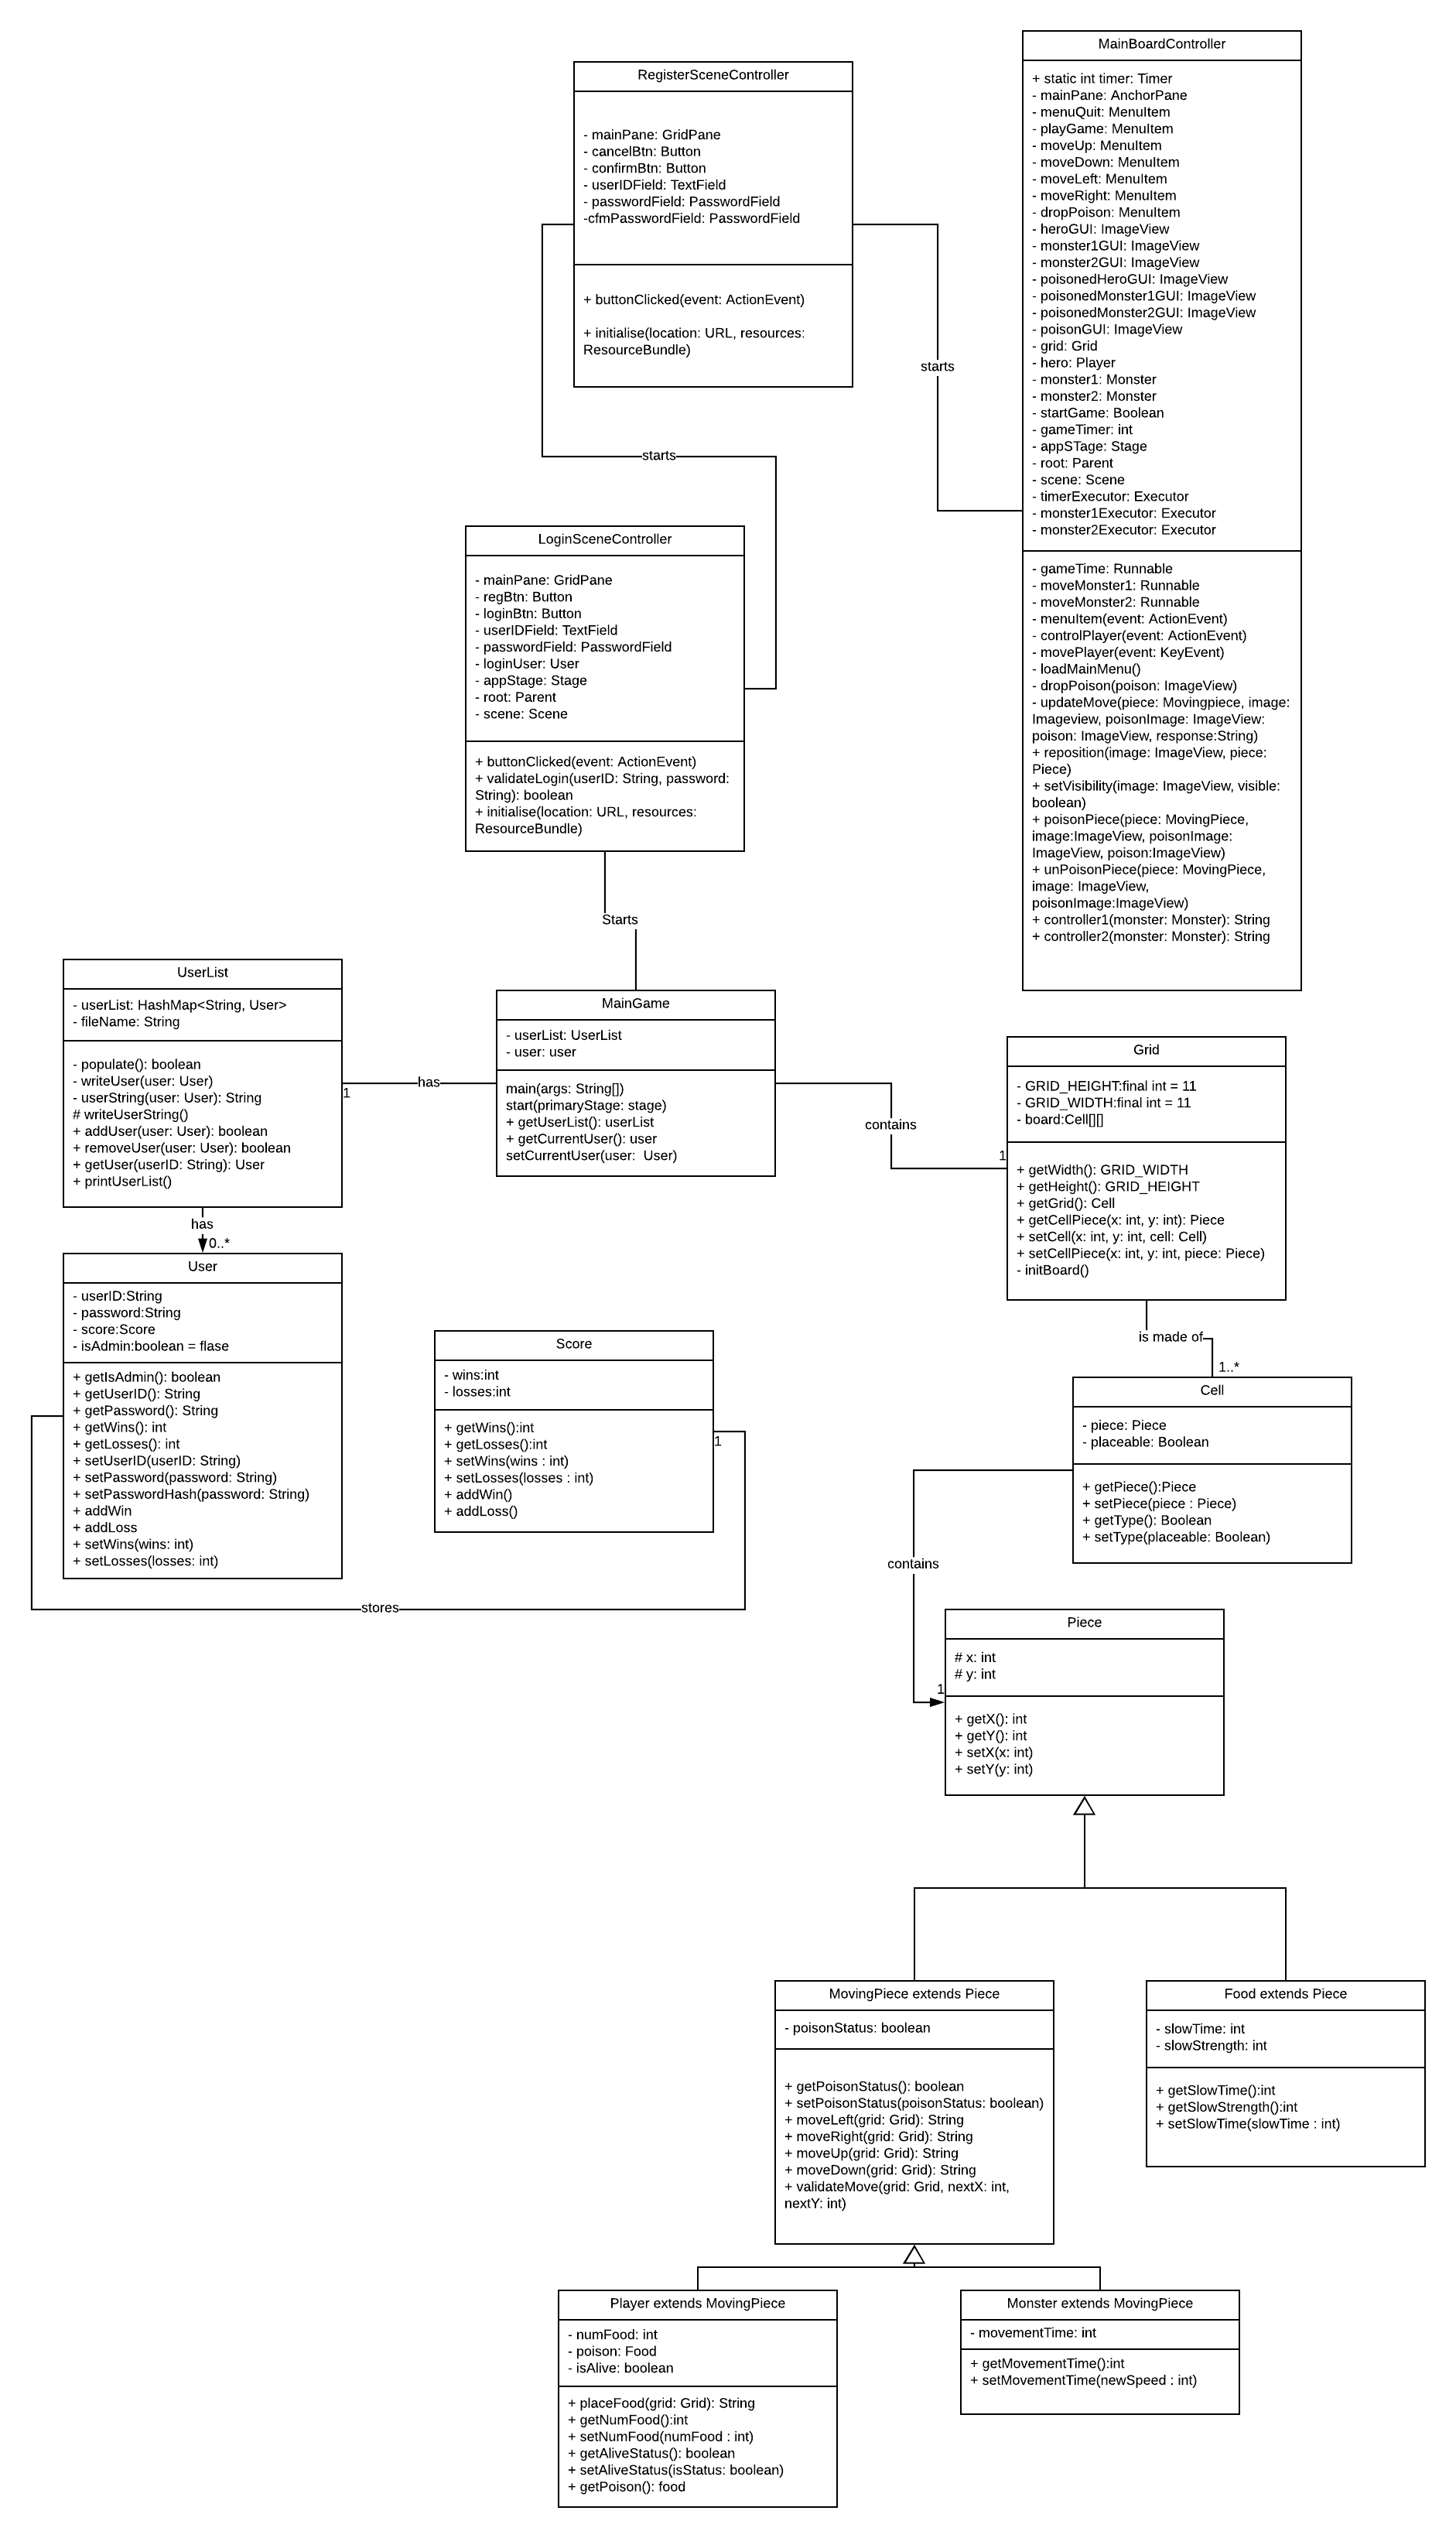 MainBoardController
+ static int timer: Timer
- mainPane: AnchorPane
- menuQuit: MenuItem
- playGame: MenuItem
- moveUp: MenuItem
- moveDown: MenuItem
- moveLeft: MenuItem
- moveRight: MenuItem
- dropPoison: MenuItem
- heroGUI: ImageView
- monster1GUI: ImageView
- monster2GUI: ImageView
- poisonedHeroGUI: ImageView
- poisonedMonster1GUI: ImageView
- poisonedMonster2GUI: ImageView
- poisonGUI: ImageView
- grid: Grid
- hero: Player
- monster1: Monster
- monster2: Monster
- startGame: Boolean
- gameTimer: int
- appSTage: Stage
- root: Parent
- scene: Scene
- timerExecutor: Executor
- monster1Executor: Executor
- monster2Executor: Executor
- gameTime: Runnable
- moveMonster1: Runnable
- moveMonster2: Runnable
- menuItem(event: ActionEvent)
- controlPlayer(event: ActionEvent)
- movePlayer(event: KeyEvent)
- loadMainMenu()
- dropPoison(poison: ImageView)
- updateMove(piece: Movingpiece, image:
Imageview, poisonImage: ImageView:
poison: ImageView, response:String)
+ reposition(image: ImageView, piece:
Piece)
+ setVisibility(image: ImageView, visible:
boolean)
+ poisonPiece(piece: MovingPiece,
image:ImageView, poisonImage:
ImageView, poison:ImageView)
+ unPoisonPiece(piece: MovingPiece,
image: ImageView,
poisonImage:ImageView)
+ controller1(monster: Monster): String
+ controller2(monster: Monster): String
RegisterSceneController
- mainPane: GridPane
- cancelBtn: Button
- confirmBtn: Button
- userIDField: TextField
- passwordField: PasswordField
-cfmPasswordField: PasswordField
+ buttonClicked(event: ActionEvent)
+ initialise(location: URL, resources:
ResourceBundle)
starts
starts
LoginSceneController
- mainPane: GridPane
- regBtn: Button
- loginBtn: Button
- userIDField: TextField
- passwordField: PasswordField
- loginUser: User
- appStage: Stage
- root: Parent
- scene: Scene
+ buttonClicked(event: ActionEvent)
+ validateLogin(userID: String, password:
String): boolean
+ initialise(location: URL, resources:
ResourceBundle)
Starts
UserList
- userList: HashMap<String, User>
- fileName: String
- populate(): boolean
- writeUser(user: User)
- userString(user: User): String
# writeUserString()
+ addUser(user: User): boolean
+ removeUser(user: User): boolean
+ getUser(userID: String): User
+ printUserList()
1
has
MainGame
- userList: UserList
- user: user
main(args: String[])
start(primaryStage: stage)
+ getUserList(): userList
+ getCurrentUser(): user
setCurrentUser(user:  User)
contains
1
Grid
- GRID_HEIGHT:final int = 11
- GRID_WIDTH:final int = 11
- board:Cell[][]
+ getWidth(): GRID_WIDTH
+ getHeight(): GRID_HEIGHT
+ getGrid(): Cell
+ getCellPiece(x: int, y: int): Piece
+ setCell(x: int, y: int, cell: Cell)
+ setCellPiece(x: int, y: int, piece: Piece)
- initBoard()
has
0..*
User
- userID:String
- password:String
- score:Score
- isAdmin:boolean = flase
+ getIsAdmin(): boolean
+ getUserID(): String
+ getPassword(): String
+ getWins(): int
+ getLosses(): int
+ setUserID(userID: String)
+ setPassword(password: String)
+ setPasswordHash(password: String)
+ addWin
+ addLoss
+ setWins(wins: int)
+ setLosses(losses: int)
Score
- wins:int
- losses:int
+ getWins():int
+ getLosses():int
+ setWins(wins : int)
+ setLosses(losses : int)
+ addWin()
+ addLoss()
1
stores
is made of
1..*
Cell
- piece: Piece
- placeable: Boolean
+ getPiece():Piece
+ setPiece(piece : Piece)
+ getType(): Boolean
+ setType(placeable: Boolean)
contains
1
Piece
# x: int
# y: int
+ getX(): int
+ getY(): int
+ setX(x: int)
+ setY(y: int)
MovingPiece extends Piece
- poisonStatus: boolean
+ getPoisonStatus(): boolean
+ setPoisonStatus(poisonStatus: boolean)
+ moveLeft(grid: Grid): String
+ moveRight(grid: Grid): String
+ moveUp(grid: Grid): String
+ moveDown(grid: Grid): String
+ validateMove(grid: Grid, nextX: int,
nextY: int)
Food extends Piece
- slowTime: int
- slowStrength: int
+ getSlowTime():int
+ getSlowStrength():int
+ setSlowTime(slowTime : int)
Player extends MovingPiece
- numFood: int
- poison: Food
- isAlive: boolean
+ placeFood(grid: Grid): String
+ getNumFood():int
+ setNumFood(numFood : int)
+ getAliveStatus(): boolean
+ setAliveStatus(isStatus: boolean)
+ getPoison(): food
Monster extends MovingPiece
- movementTime: int
+ getMovementTime():int
+ setMovementTime(newSpeed : int)